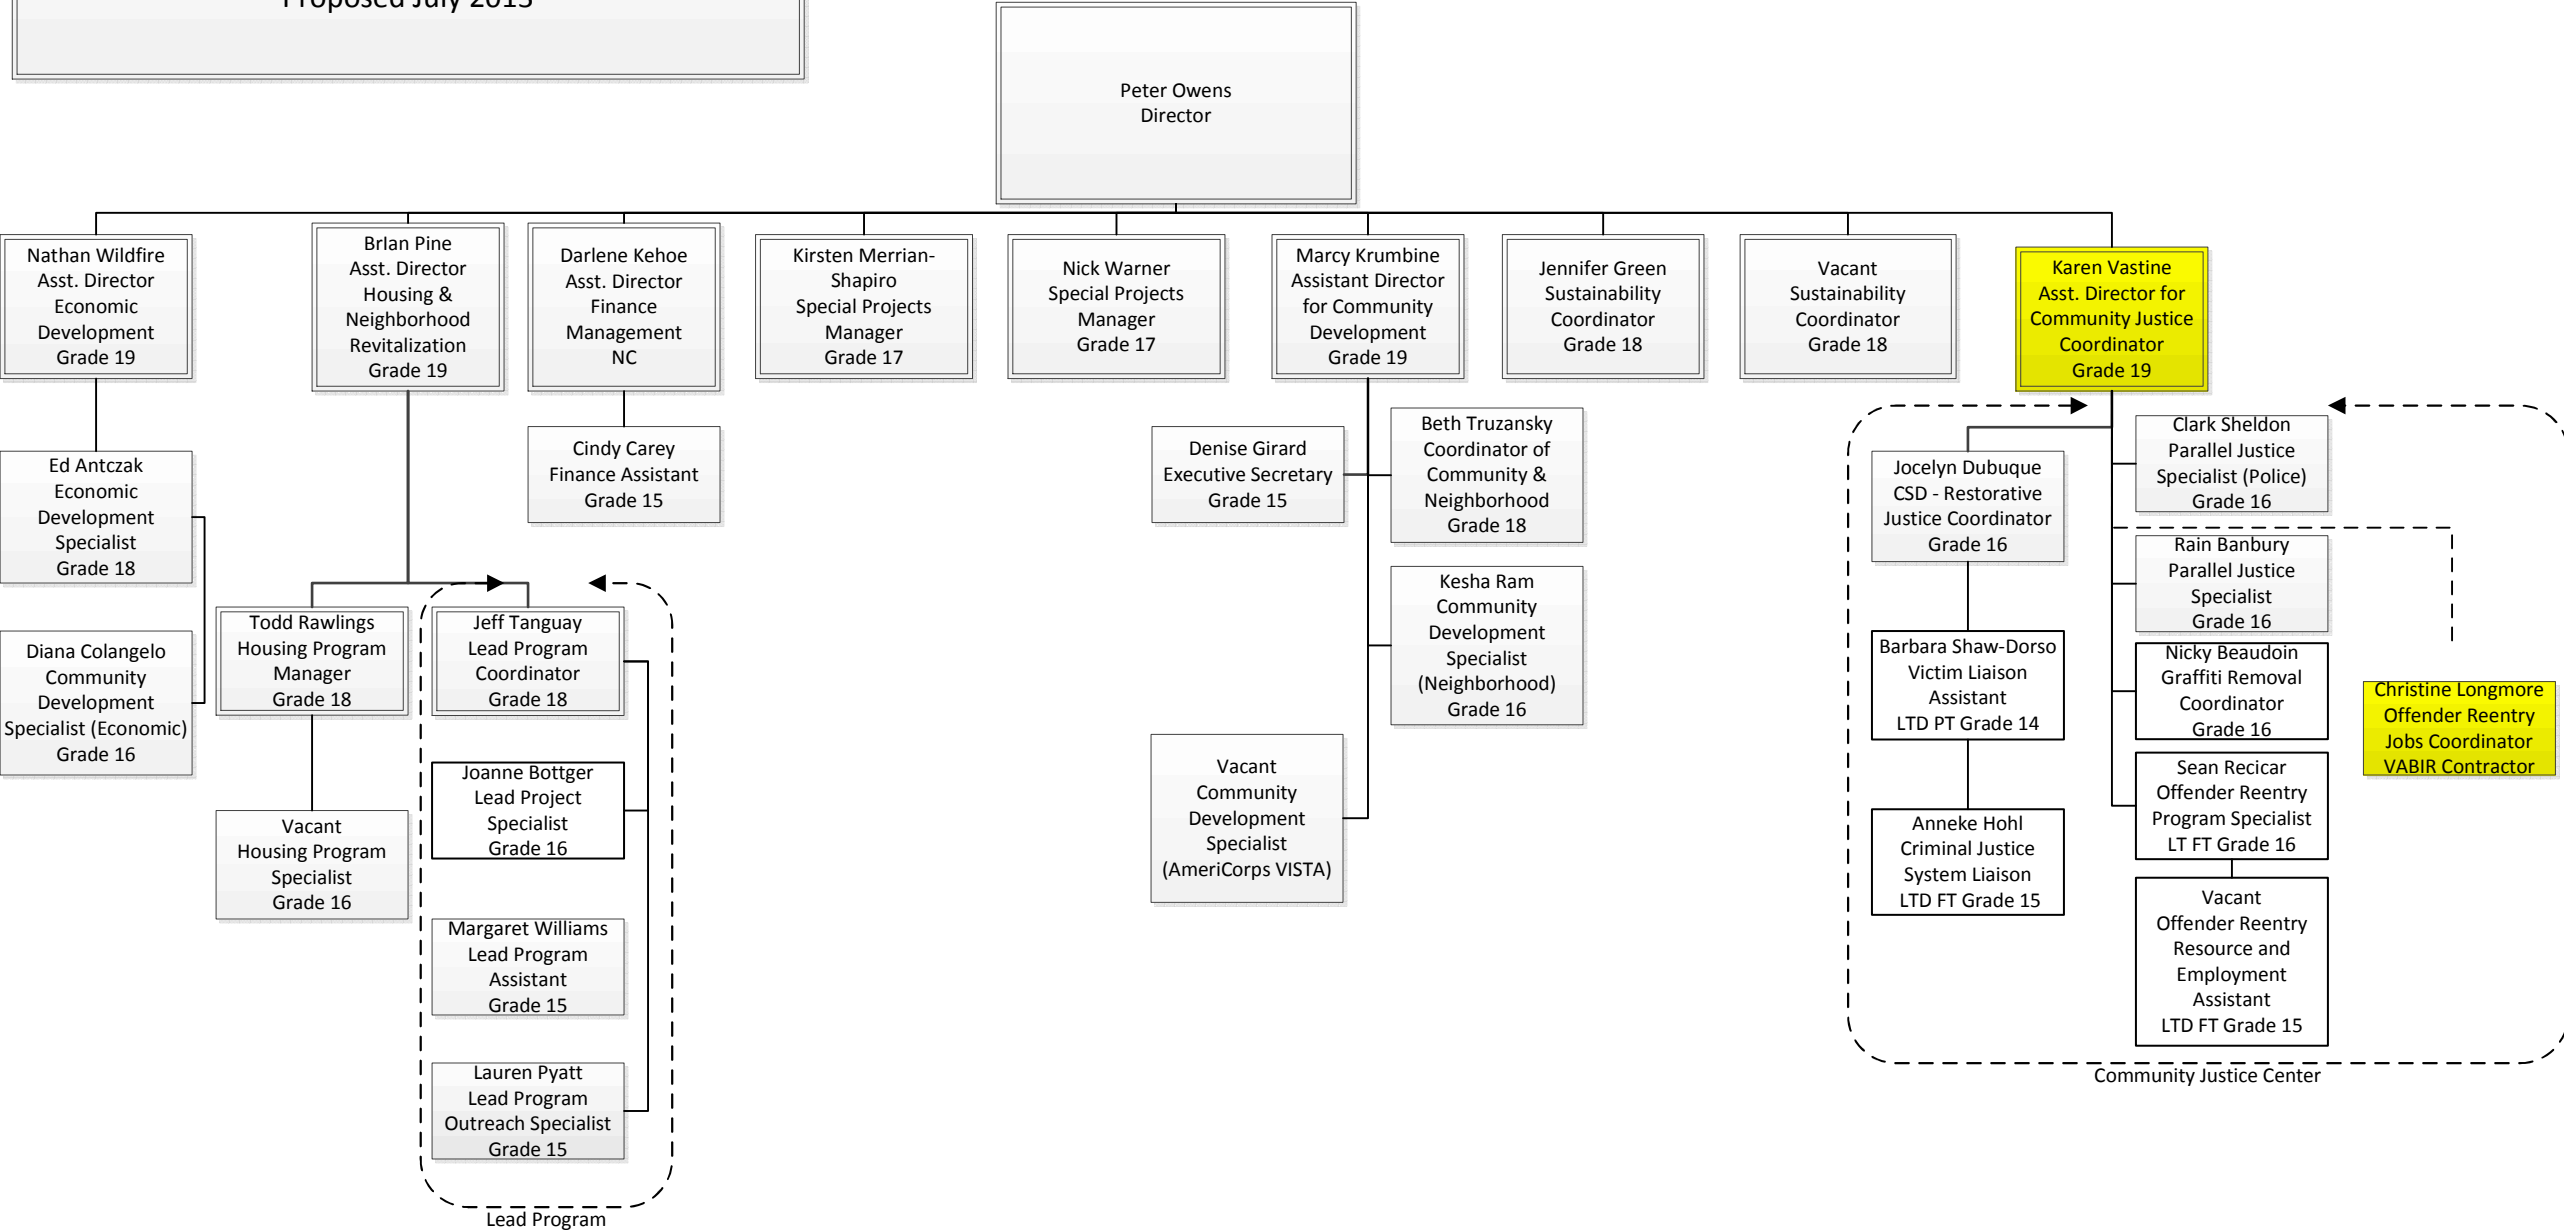 Proposed July 2013
Peter Owens
Director
Nathan Wildfire
Asst. Director
Economic
Development
Grade 19
BrIan Pine
Asst. Director
Housing &
Neighborhood
Revitalization
Grade 19
Darlene Kehoe
Asst. Director
Finance
Management
NC
Kirsten Merrian-
Shapiro
Special Projects
Manager
Grade 17
Nick Warner
Special Projects
Manager
Grade 17
Marcy Krumbine
Assistant Director
for Community
Development
Grade 19
Jennifer Green
Sustainability
Coordinator
Grade 18
Vacant
Sustainability
Coordinator
Grade 18
Karen Vastine
Asst. Director for
Community Justice
Coordinator
Grade 19
Ed Antczak
Economic
Development
Specialist
Grade 18
Diana Colangelo
Community
Development
Specialist (Economic)
Grade 16
Todd Rawlings
Housing Program
Manager
Grade 18
Vacant
Housing Program
Specialist
Grade 16
Jeff Tanguay
Lead Program
Coordinator
Grade 18
Joanne Bottger
Lead Project
Specialist
Grade 16
Margaret Williams
Lead Program
Assistant
Grade 15
Lauren Pyatt
Lead Program
Outreach Specialist
Grade 15
Lead Program
Cindy Carey
Finance Assistant
Grade 15
Denise Girard
Executive Secretary
Grade 15
Beth Truzansky
Coordinator of
Community &
Neighborhood
Grade 18
Kesha Ram
Community
Development
Specialist
(Neighborhood)
Grade 16
Vacant
Community
Development
Specialist
(AmeriCorps VISTA)
Jocelyn Dubuque
CSD - Restorative
Justice Coordinator
Grade 16
Barbara Shaw-Dorso
Victim Liaison
Assistant
LTD PT Grade 14
Anneke Hohl
Criminal Justice
System Liaison
LTD FT Grade 15
Clark Sheldon
Parallel Justice
Specialist (Police)
Grade 16
Rain Banbury
Parallel Justice
Specialist
Grade 16
Nicky Beaudoin
Graffiti Removal
Coordinator
Grade 16
Sean Recicar
Offender Reentry
Program Specialist
LT FT Grade 16
Vacant
Offender Reentry
Resource and
Employment
Assistant
LTD FT Grade 15
Christine Longmore
Offender Reentry
Jobs Coordinator
VABIR Contractor
Community Justice Center